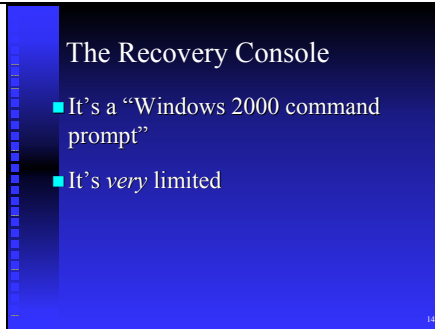 The Recovery Console
It’s a “Windows 2000 command
prompt”
It’s very limited
14